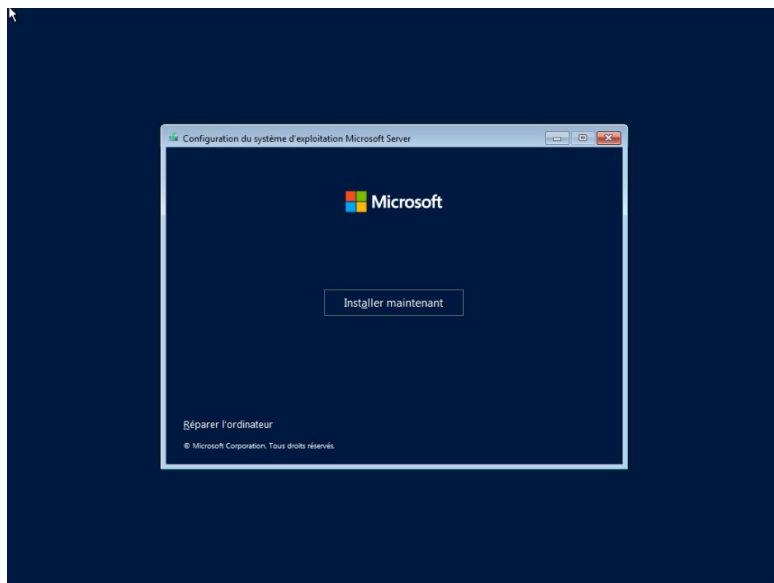 Configuration du système d'exploitation Microsoft Server
Microsoft
Installer maintenant
Réparer l'ordinateur
© Microsoft Corporation. Tous droits réservés.